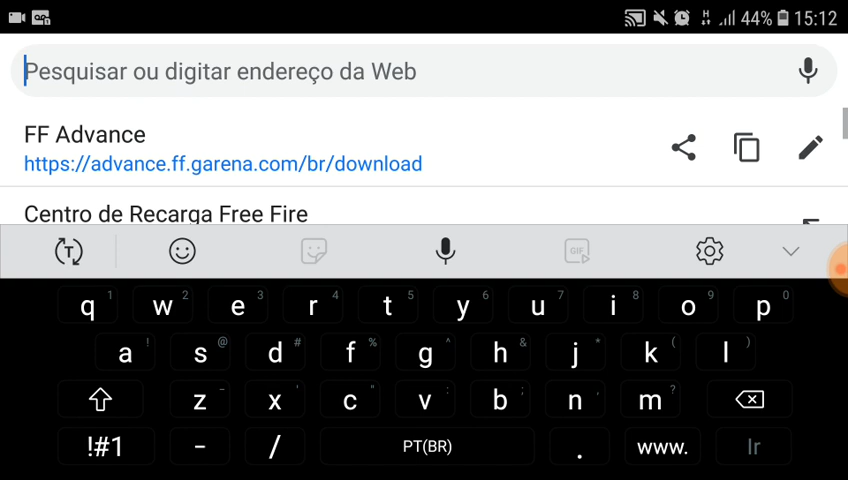 44% 15:12
Pesquisar ou digitar endereço da Web
FF Advance
https://advance.ff.garena.com/br/download
Centro de Recarga Free Fire
T GIF
q 1 w 2 e 3 r 4 t 5 y 6 u 7 i 8 o 9 p 0
a ! s @ d # f % g ^ h & j * k ( l )
z - x ' c " v : b ; n , m ?
!#1 - / PT(BR) . www. Ir